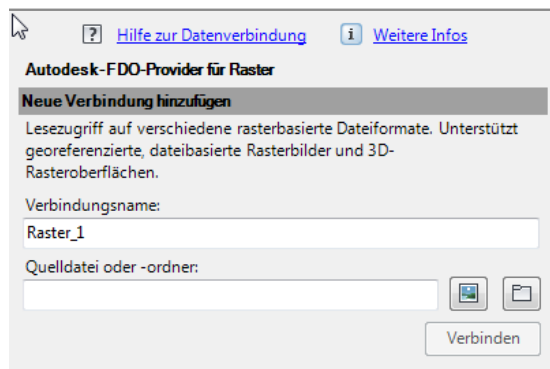 ? Hilfe zur Datenverbindung i Weitere Infos
Autodesk-FDO-Provider für Raster
Neue Verbindung hinzufügen
Lesezugriff auf verschiedene rasterbasierte Dateiformate. Unterstützt
georeferenzierte, dateibasierte Rasterbilder und 3D-
Rasteroberflächen.
Verbindungsname:
Raster_1
Quelldatei oder -ordner:
Verbinden